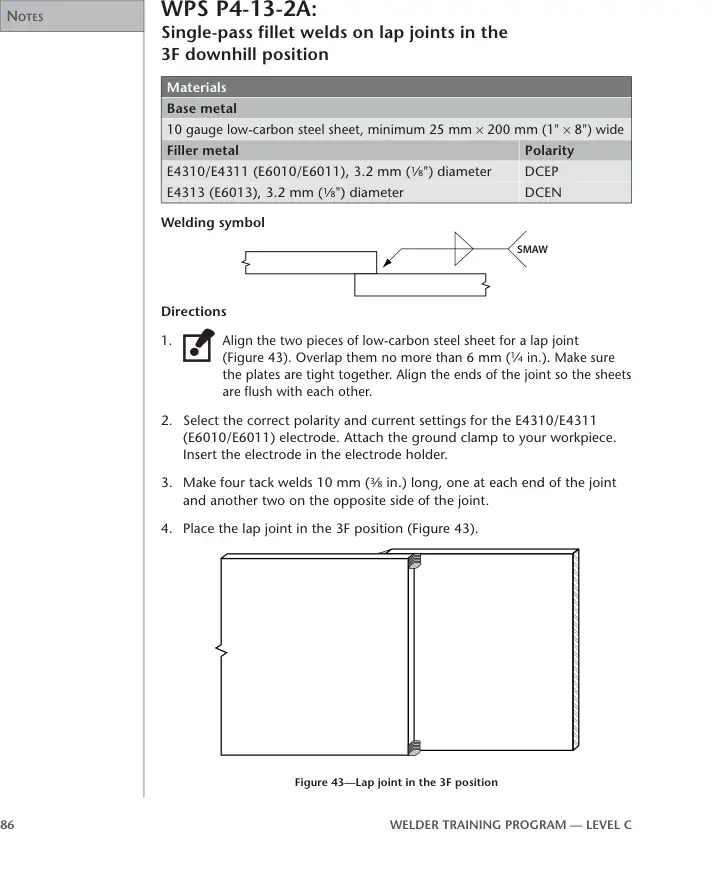 NOTES
WPS P4-13-2A:
Single-pass fillet welds on lap joints in the
3F downhill position
Materials
Base metal
10 gauge low-carbon steel sheet, minimum 25 mm × 200 mm (1" × 8") wide
Filler metal Polarity
E4310/E4311 (E6010/E6011), 3.2 mm (⅛") diameter DCEP
E4313 (E6013), 3.2 mm (⅛") diameter DCEN
Welding symbol
SMAW
Directions
1. Align the two pieces of low-carbon steel sheet for a lap joint
(Figure 43). Overlap them no more than 6 mm (¼ in.). Make sure
the plates are tight together. Align the ends of the joint so the sheets
are flush with each other.
2. Select the correct polarity and current settings for the E4310/E4311
(E6010/E6011) electrode. Attach the ground clamp to your workpiece.
Insert the electrode in the electrode holder.
3. Make four tack welds 10 mm (⅜ in.) long, one at each end of the joint
and another two on the opposite side of the joint.
4. Place the lap joint in the 3F position (Figure 43).
Figure 43—Lap joint in the 3F position
86 WELDER TRAINING PROGRAM — LEVEL C